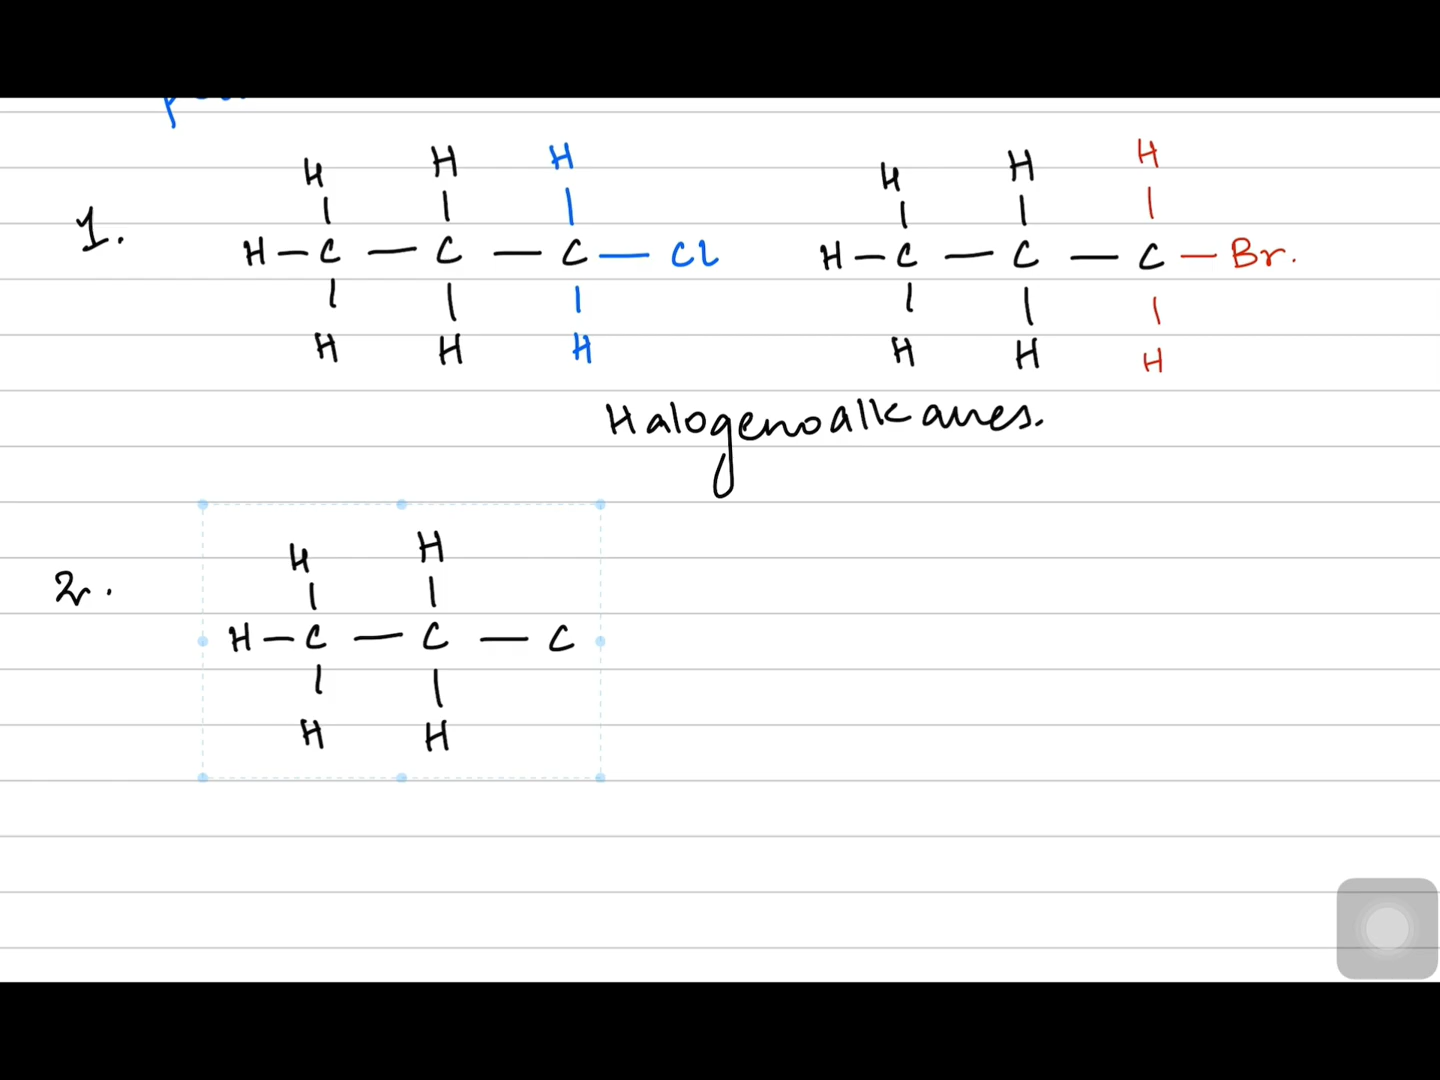 H H H H H H
1. H-C-C-C-Cl H-C-C-C-Br.
H H H H H H
Halogenoalkanes.
H H
2. H-C-C-C
H H